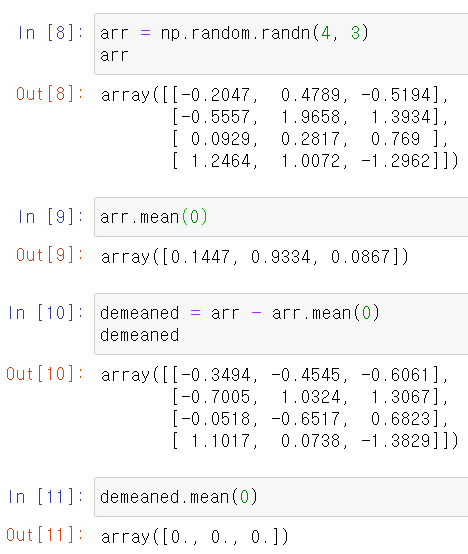 In [8]: arr = np.random.randn(4, 3)
arr
Out[8]: array([[-0.2047,  0.4789, -0.5194],
       [-0.5557,  1.9658,  1.3934],
       [ 0.0929,  0.2817,  0.769 ],
       [ 1.2464,  1.0072, -1.2962]])
In [9]: arr.mean(0)
Out[9]: array([0.1447, 0.9334, 0.0867])
In [10]: demeaned = arr - arr.mean(0)
demeaned
Out[10]: array([[-0.3494, -0.4545, -0.6061],
       [-0.7005,  1.0324,  1.3067],
       [-0.0518, -0.6517,  0.6823],
       [ 1.1017,  0.0738, -1.3829]])
In [11]: demeaned.mean(0)
Out[11]: array([0., 0., 0.])